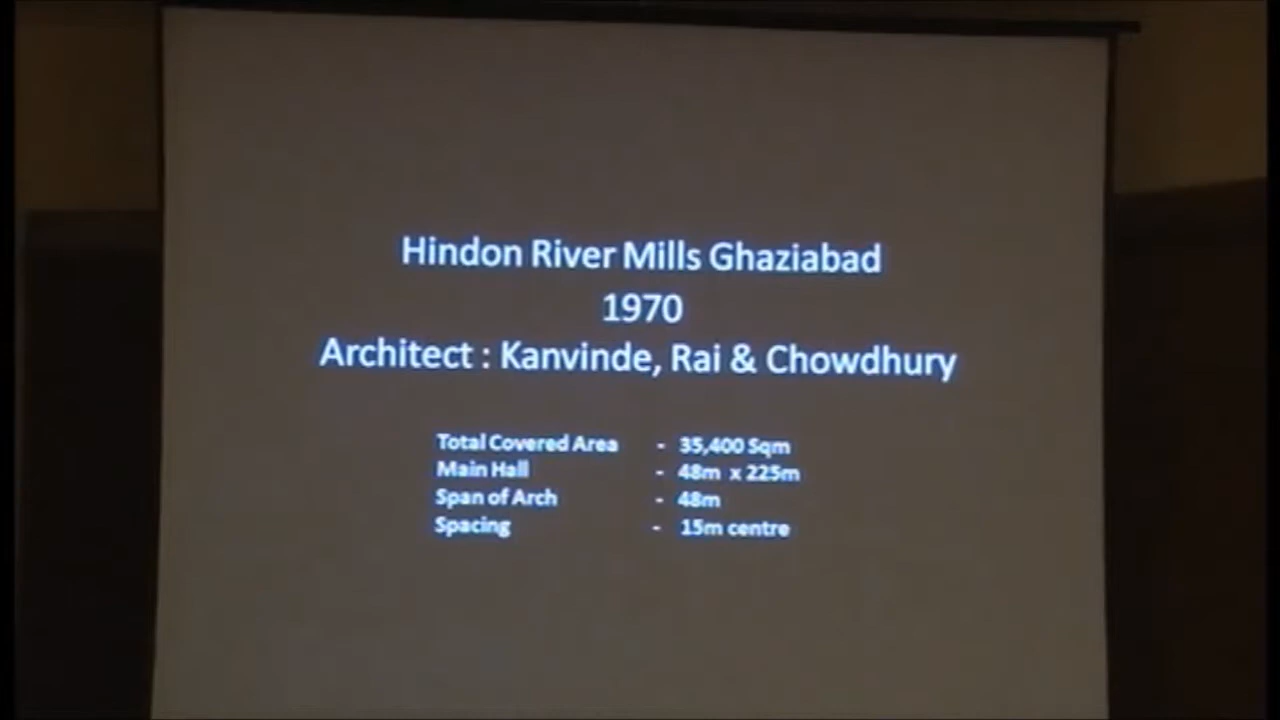 Hindon River Mills Ghaziabad
1970
Architect : Kanvinde, Rai & Chowdhury
Total Covered Area - 35,400 Sqm
Main Hall - 48m x 225m
Span of Arch - 48m
Spacing - 15m centre